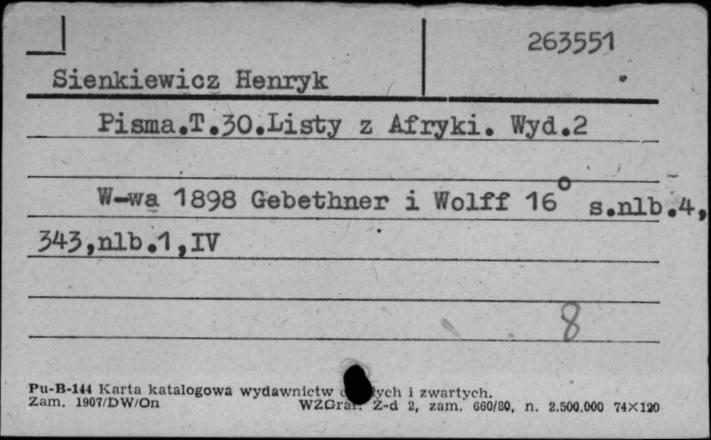 263551
Sienkiewicz Henryk
Pisma.T.30.Listy z Afryki. Wyd.2
W-wa 1898 Gebethner i Wolff 16° s.nlb.4,
343,nlb.1,IV
8
Pu-B-144 Karta katalogowa wydawnictw i zwartych.
Zam. 1907/DW/On WZGraf. Z-d 2, zam. 660/80, n. 2.500.000 74×120